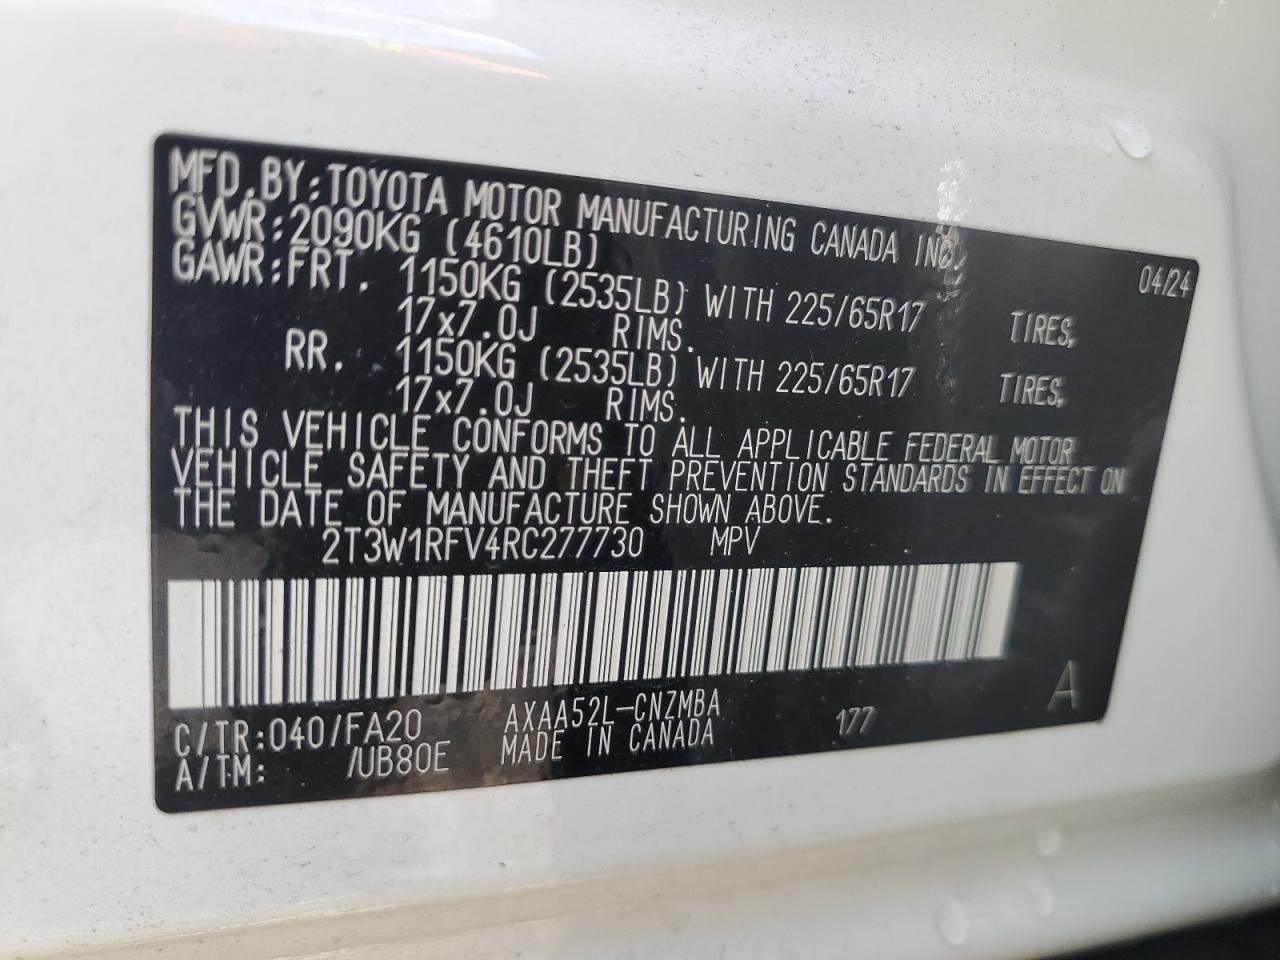 MFD.BY:TOYOTA MOTOR MANUFACTURING CANADA INC.
04/24
GVWR:2090KG (4610LB)
GAWR:FRT. 1150KG (2535LB) WITH 225/65R17 TIRES,
17x7.0J RIMS.
RR. 1150KG (2535LB) WITH 225/65R17 TIRES,
17x7.0J RIMS.
THIS VEHICLE CONFORMS TO ALL APPLICABLE FEDERAL MOTOR
VEHICLE SAFETY AND THEFT PREVENTION STANDARDS IN EFFECT ON
THE DATE OF MANUFACTURE SHOWN ABOVE.
2T3W1RFV4RC277730 MPV
A
C/TR:040/FA20 AXAA52L-CNZMBA 177
A/TM: /UB80E MADE IN CANADA